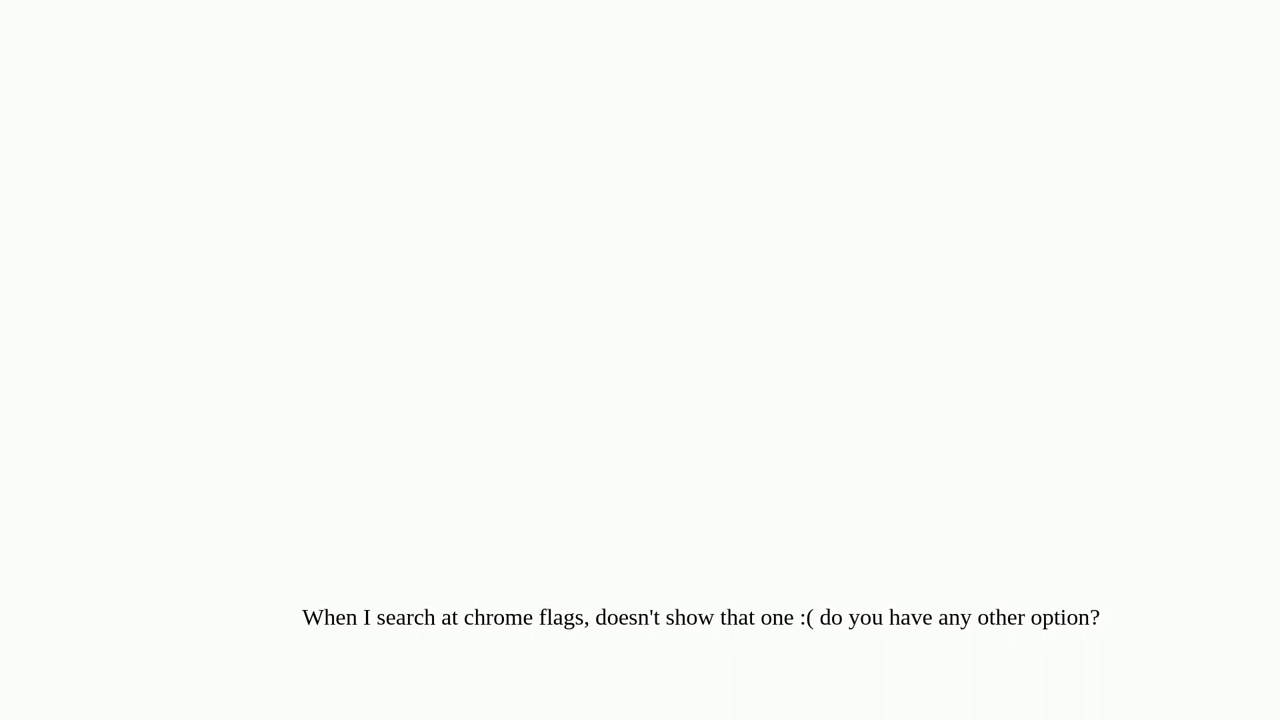 When I search at chrome flags, doesn't show that one :( do you have any other option?